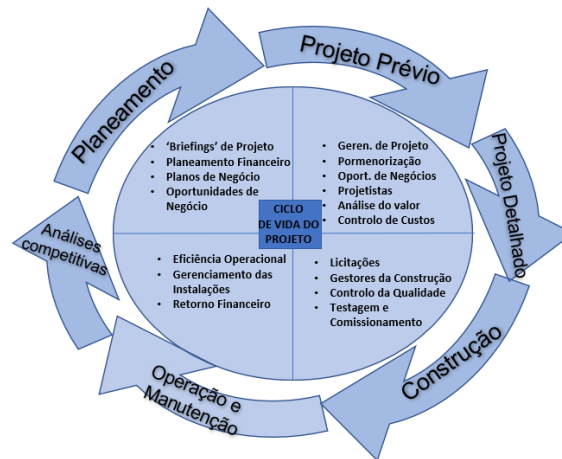 Planeamento
Projeto Prévio
Projeto Detalhado
Construção
Operação e
Manutenção
Análises
competitivas
• ‘Briefings’ de Projeto
• Planeamento Financeiro
• Planos de Negócio
• Oportunidades de
Negócio
• Geren. de Projeto
• Pormenorização
• Oport. de Negócios
• Projetistas
• Análise do valor
• Controlo de Custos
CICLO
DE VIDA DO
PROJETO
• Eficiência Operacional
• Gerenciamento das
Instalações
• Retorno Financeiro
• Licitações
• Gestores da Construção
• Controlo da Qualidade
• Testagem e
Comissionamento